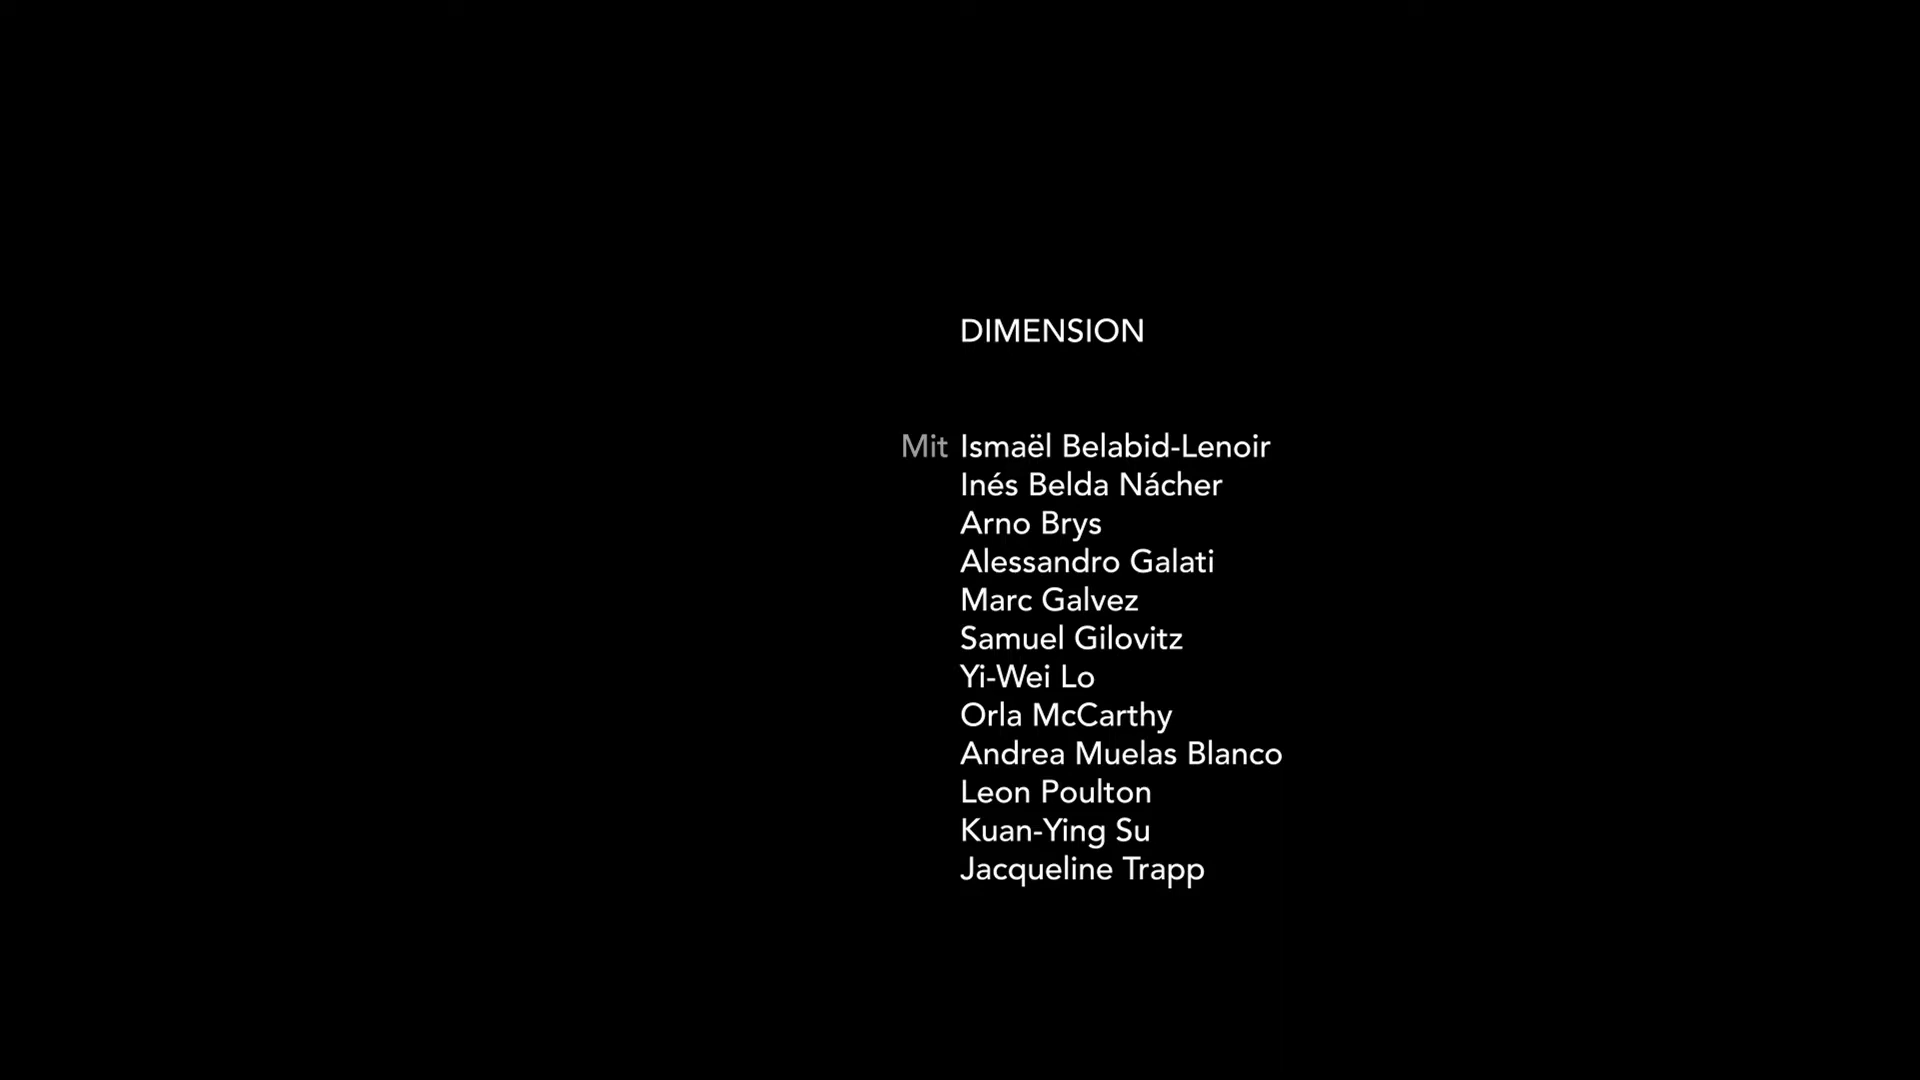 DIMENSION
Mit Ismaël Belabid-Lenoir
Inés Belda Nácher
Arno Brys
Alessandro Galati
Marc Galvez
Samuel Gilovitz
Yi-Wei Lo
Orla McCarthy
Andrea Muelas Blanco
Leon Poulton
Kuan-Ying Su
Jacqueline Trapp